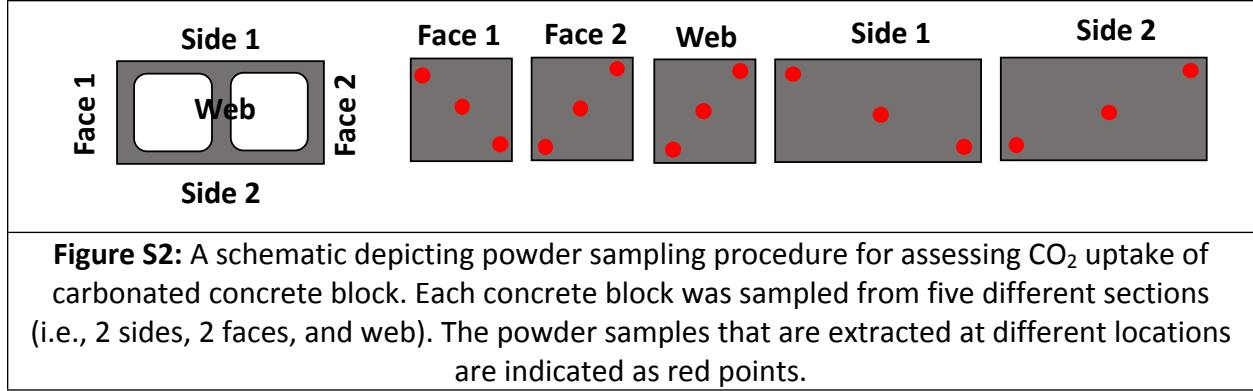 Side 1
Face 1
Web
Face 2
Side 2
Face 1 Face 2 Web Side 1 Side 2
Figure S2: A schematic depicting powder sampling procedure for assessing CO₂ uptake of
carbonated concrete block. Each concrete block was sampled from five different sections
(i.e., 2 sides, 2 faces, and web). The powder samples that are extracted at different locations
are indicated as red points.